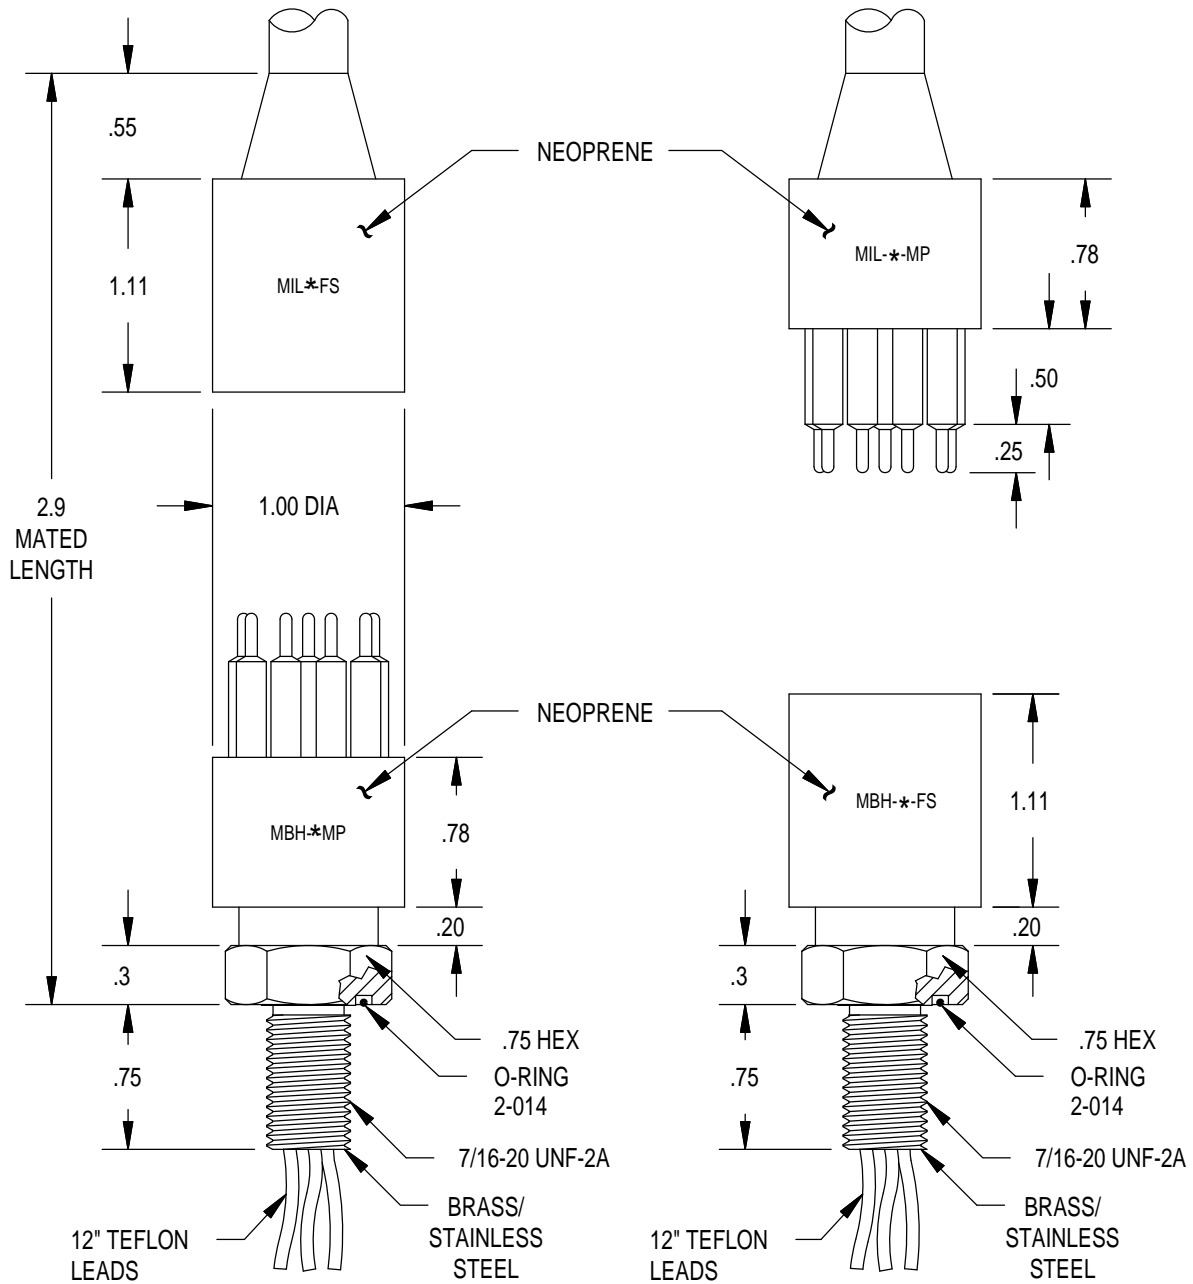 .55
NEOPRENE
1.11
MIL*-FS
MIL-*-MP
.78
.50
.25
2.9
MATED
LENGTH
1.00 DIA
NEOPRENE
MBH-*MP
.78
MBH-*-FS
1.11
.20
.20
.3
.3
.75 HEX
O-RING
2-014
.75
7/16-20 UNF-2A
BRASS/
STAINLESS
STEEL
12" TEFLON
LEADS
.75 HEX
O-RING
2-014
.75
7/16-20 UNF-2A
BRASS/
STAINLESS
STEEL
12" TEFLON
LEADS